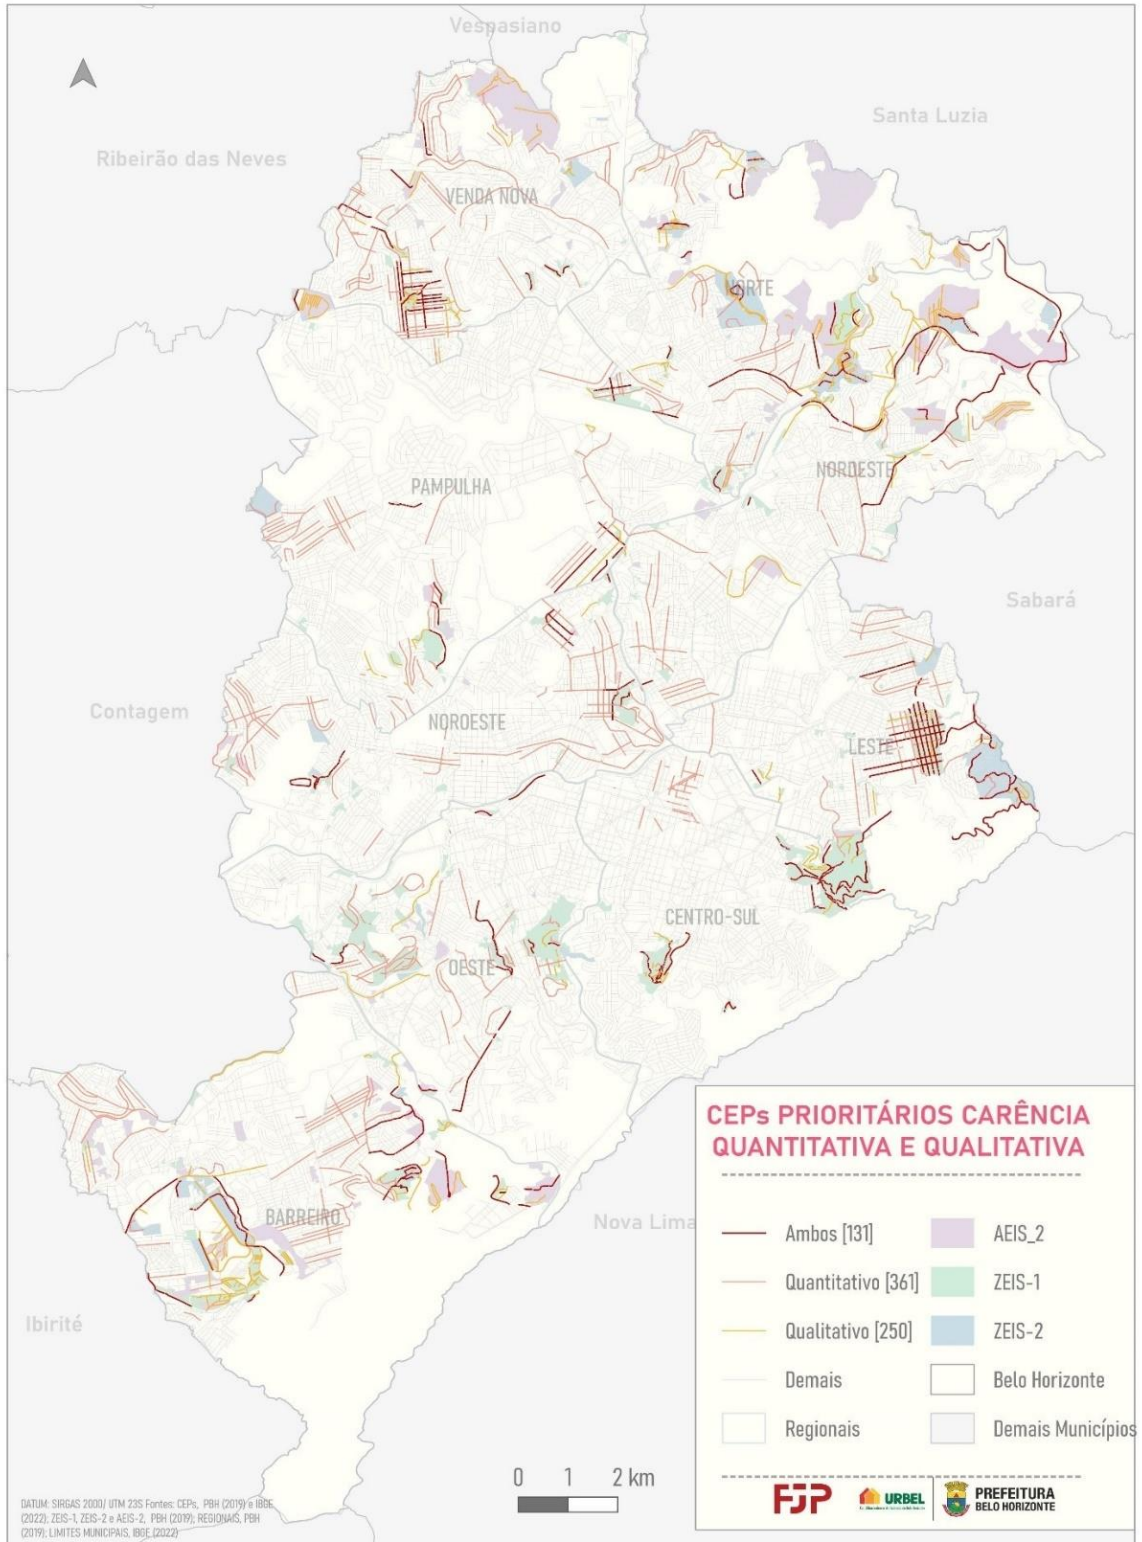 Vespasiano
Santa Luzia
Ribeirão das Neves
VENDA NOVA
NORTE
PAMPULHA
NORDESTE
Sabará
Contagem
NOROESTE
LESTE
CENTRO-SUL
OESTE
BARREIRO
Nova Lima
Ibirité
CEPs PRIORITÁRIOS CARÊNCIA
QUANTITATIVA E QUALITATIVA
Ambos [131]
AEIS_2
Quantitativo [361]
ZEIS-1
Qualitativo [250]
ZEIS-2
Demais
Belo Horizonte
Regionais
Demais Municípios
0 1 2 km
FJP
URBEL
PREFEITURA
BELO HORIZONTE
DATUM: SIRGAS 2000/ UTM 23S Fontes: CEPs, PBH (2019) e IBGE
(2022); ZEIS-1, ZEIS-2 e AEIS-2, PBH (2019); REGIONAIS, PBH
(2019); LIMITES MUNICIPAIS, IBGE (2022)